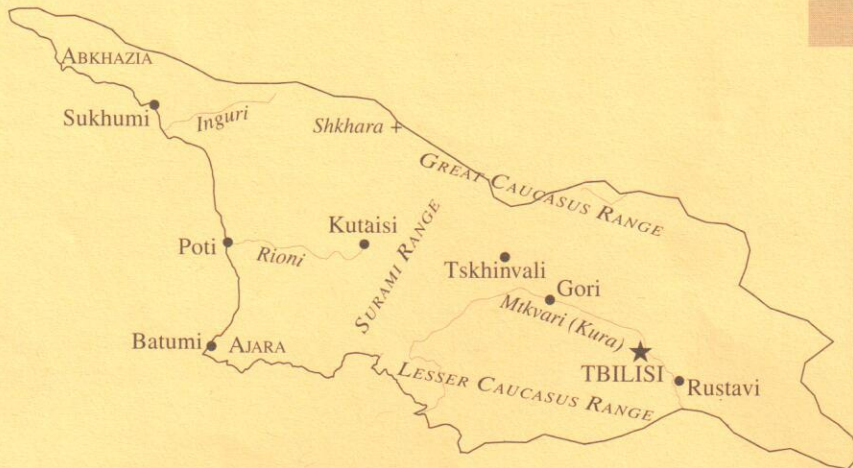 ABKHAZIA
Sukhumi
Inguri
Shkhara
GREAT CAUCASUS RANGE
Poti
Rioni
Kutaisi
SURAMI RANGE
Tskhinvali
Gori
Mtkvari (Kura)
Batumi
AJARA
TBILISI
Rustavi
LESSER CAUCASUS RANGE